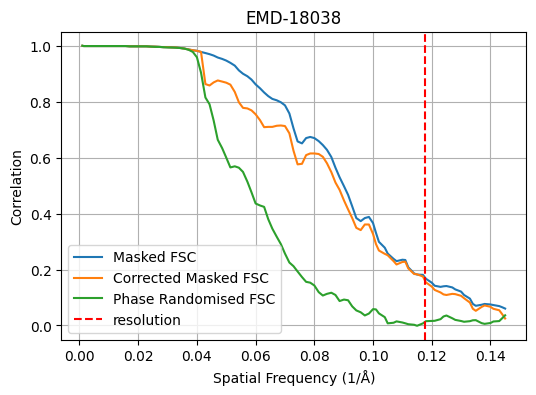 EMD-18038
1.0
0.8
0.6
0.4
0.2
0.0
Correlation
Masked FSC
Corrected Masked FSC
Phase Randomised FSC
resolution
0.00 0.02 0.04 0.06 0.08 0.10 0.12 0.14
Spatial Frequency (1/Å)